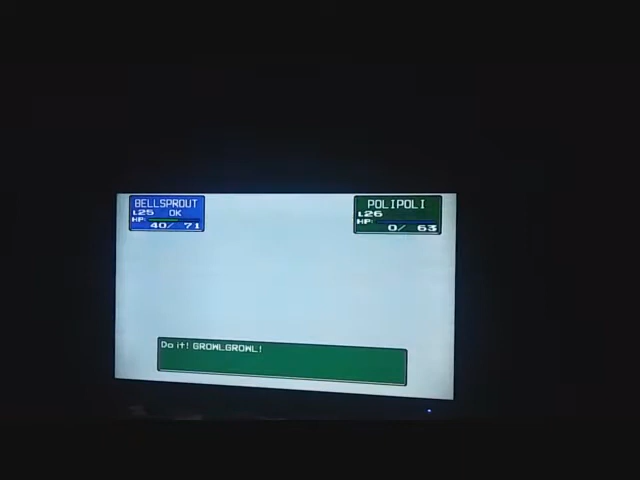 BELLSPROUT
L25 OK
HP:
40/ 71
POLIPOLI
L26
HP:
0/ 63
Do it! GROWLGROWL!